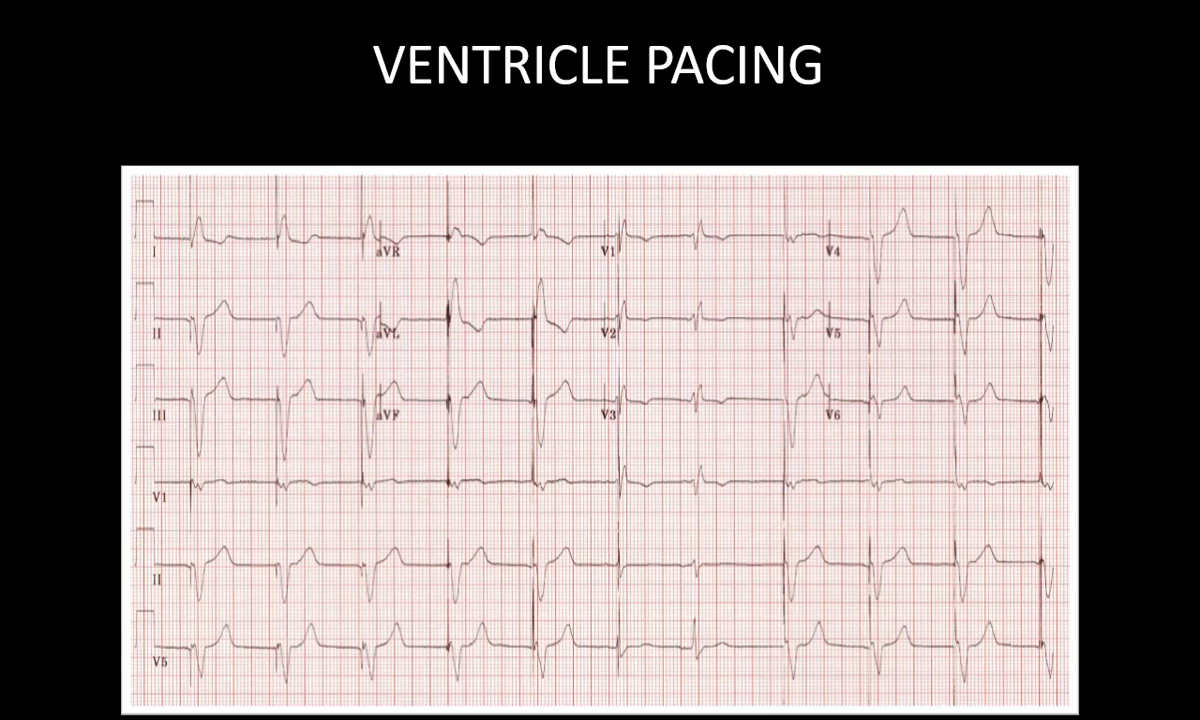 VENTRICLE PACING
I aVR V1 V4
II aVL V2 V5
III aVF V3 V6
V1
II
V5